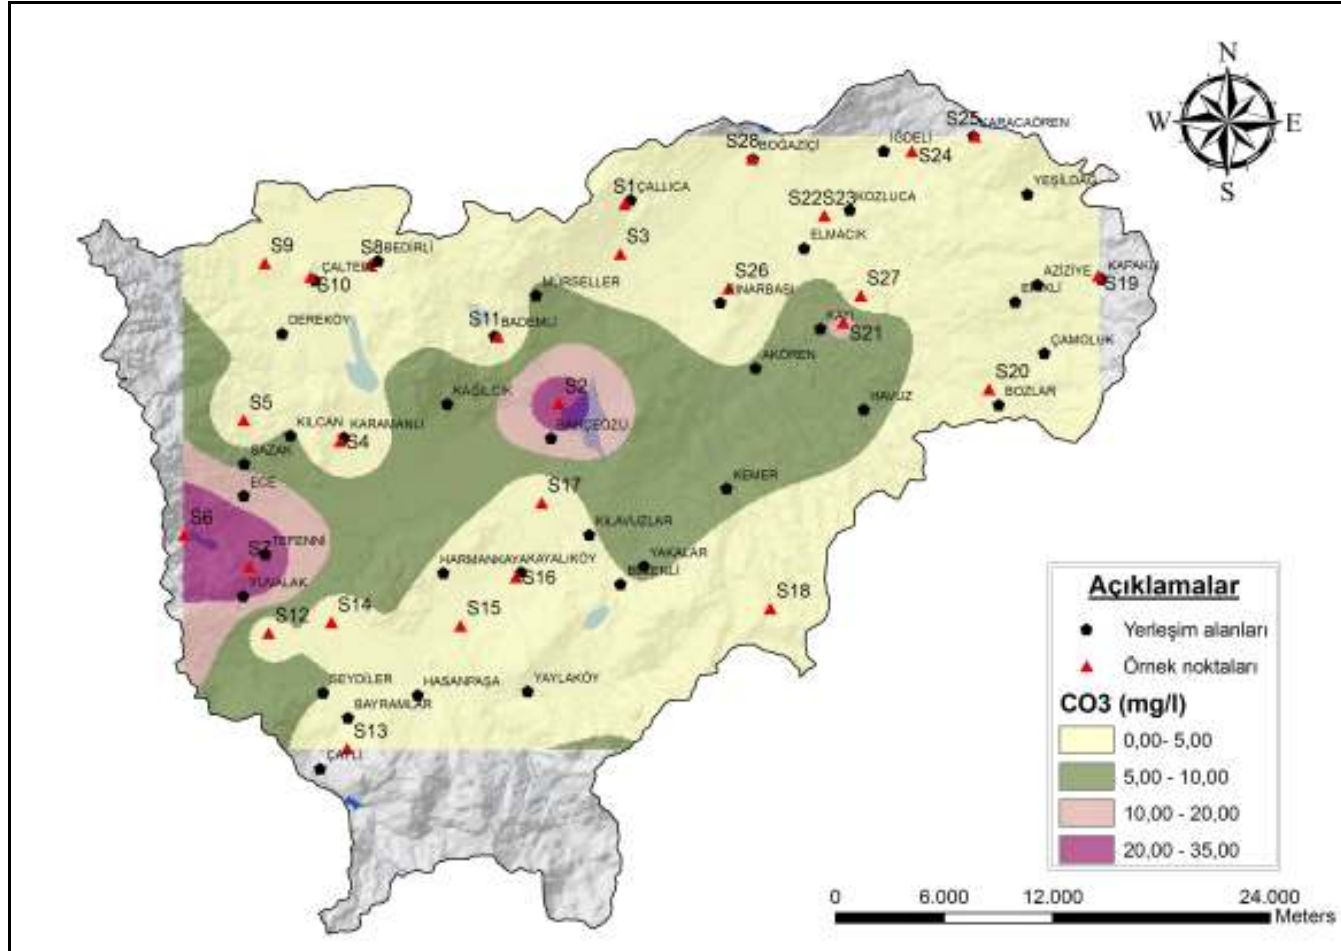 N
W E
S
S25 KARACAÖREN
S28 BOĞAZİÇİ
İĞDELİ
S24
YEŞİLDAĞ
S1 ÇALLICA
S22 S23 KOZLUCA
ELMACIK
S3
S9
S8 BEDİRLİ
S10
S26
S27
AZİZİYE
S19
MÜRSELLER
DEREKÖY
S11 BADEMLİ
S21
ÇAMOLUK
AKÖREN
S20
BOZLAR
KAĞILCIK
S2
HAVUZ
BAHÇEÖZÜ
S5
KILCAN
KARAMANLI
S4
BAZAK
ECE
KEMER
S17
KILAVUZLAR
S6
S7
TEFENNİ
YUVALAK
HARMANKAYA
KAYALIKÖY
S16
YAKALAR
S18
S12
S14
S15
SEYDİLER
HASANPAŞA
YAYLAKÖY
BAYRAMLAR
S13
ÇAYLI
Açıklamalar
Yerleşim alanları
Örnek noktaları
CO3 (mg/l)
0,00- 5,00
5,00 - 10,00
10,00 - 20,00
20,00 - 35,00
0 6.000 12.000 24.000
Meters